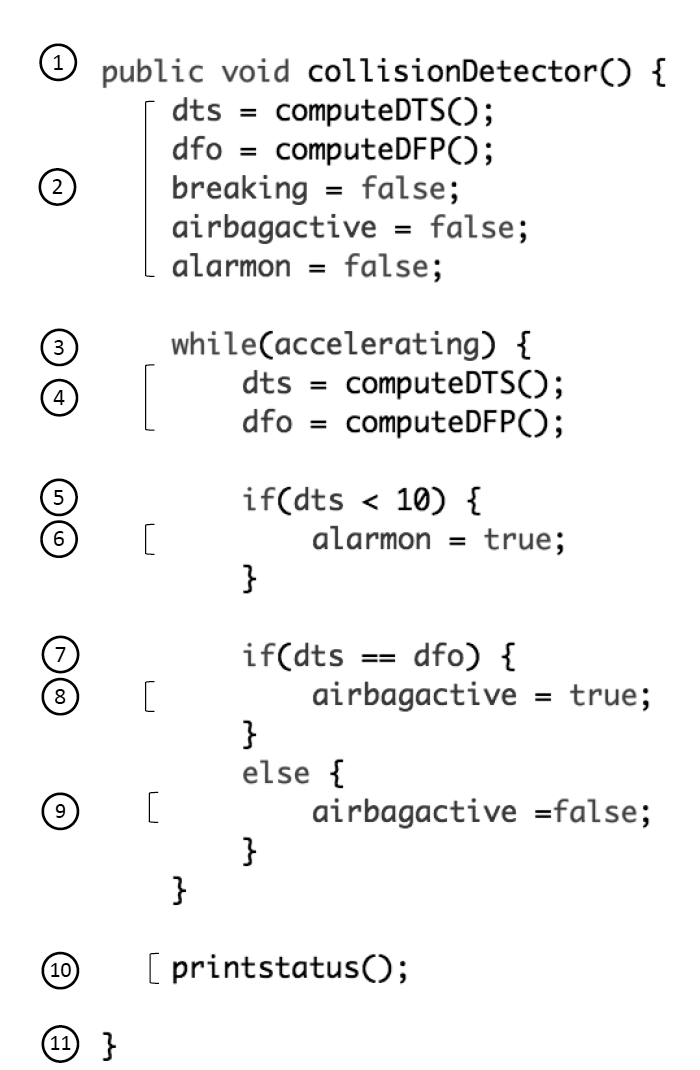 1 public void collisionDetector() {
dts = computeDTS();
dfo = computeDFP();
2 breaking = false;
airbagactive = false;
alarmon = false;
3 while(accelerating) {
4 dts = computeDTS();
dfo = computeDFP();
5 if(dts < 10) {
6 alarmon = true;
}
7 if(dts == dfo) {
8 airbagactive = true;
}
else {
9 airbagactive =false;
}
}
10 printstatus();
11 }